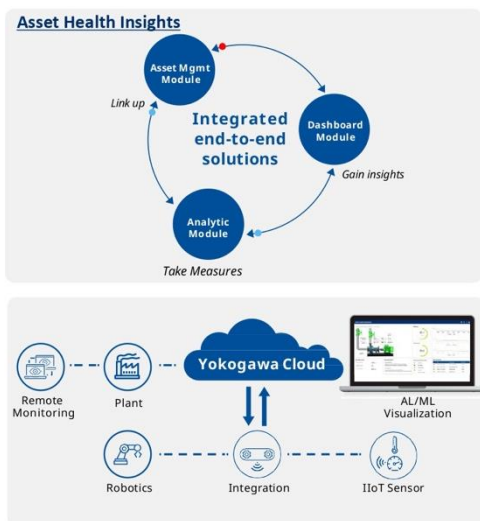 Asset Health Insights
Asset Mgmt
Module
Link up
Integrated
end-to-end
solutions
Dashboard
Module
Gain insights
Analytic
Module
Take Measures
Yokogawa Cloud
Remote
Monitoring
Plant
AL/ML
Visualization
Robotics
Integration
IIoT Sensor